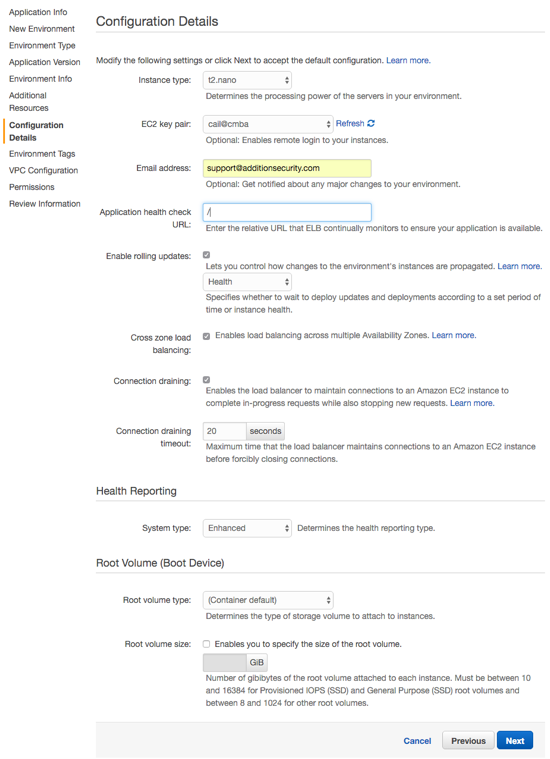 Application Info
New Environment
Environment Type
Application Version
Environment Info
Additional
Resources
Configuration
Details
Environment Tags
VPC Configuration
Permissions
Review Information
Configuration Details
Modify the following settings or click Next to accept the default configuration. Learn more.
Instance type: t2.nano
Determines the processing power of the servers in your environment.
EC2 key pair: cail@cmba Refresh
Optional: Enables remote login to your instances.
Email address: support@additionsecurity.com
Optional: Get notified about any major changes to your environment.
Application health check
URL:
/
Enter the relative URL that ELB continually monitors to ensure your application is available.
Enable rolling updates:
Lets you control how changes to the environment's instances are propagated. Learn more.
Health
Specifies whether to wait to deploy updates and deployments according to a set period of
time or instance health.
Cross zone load
balancing:
Enables load balancing across multiple Availability Zones. Learn more.
Connection draining:
Enables the load balancer to maintain connections to an Amazon EC2 instance to
complete in-progress requests while also stopping new requests. Learn more.
Connection draining
timeout:
20 seconds
Maximum time that the load balancer maintains connections to an Amazon EC2 instance
before forcibly closing connections.
Health Reporting
System type: Enhanced Determines the health reporting type.
Root Volume (Boot Device)
Root volume type: (Container default)
Determines the type of storage volume to attach to instances.
Root volume size: Enables you to specify the size of the root volume.
GiB
Number of gibibytes of the root volume attached to each instance. Must be between 10
and 16384 for Provisioned IOPS (SSD) and General Purpose (SSD) root volumes and
between 8 and 1024 for other root volumes.
Cancel Previous Next